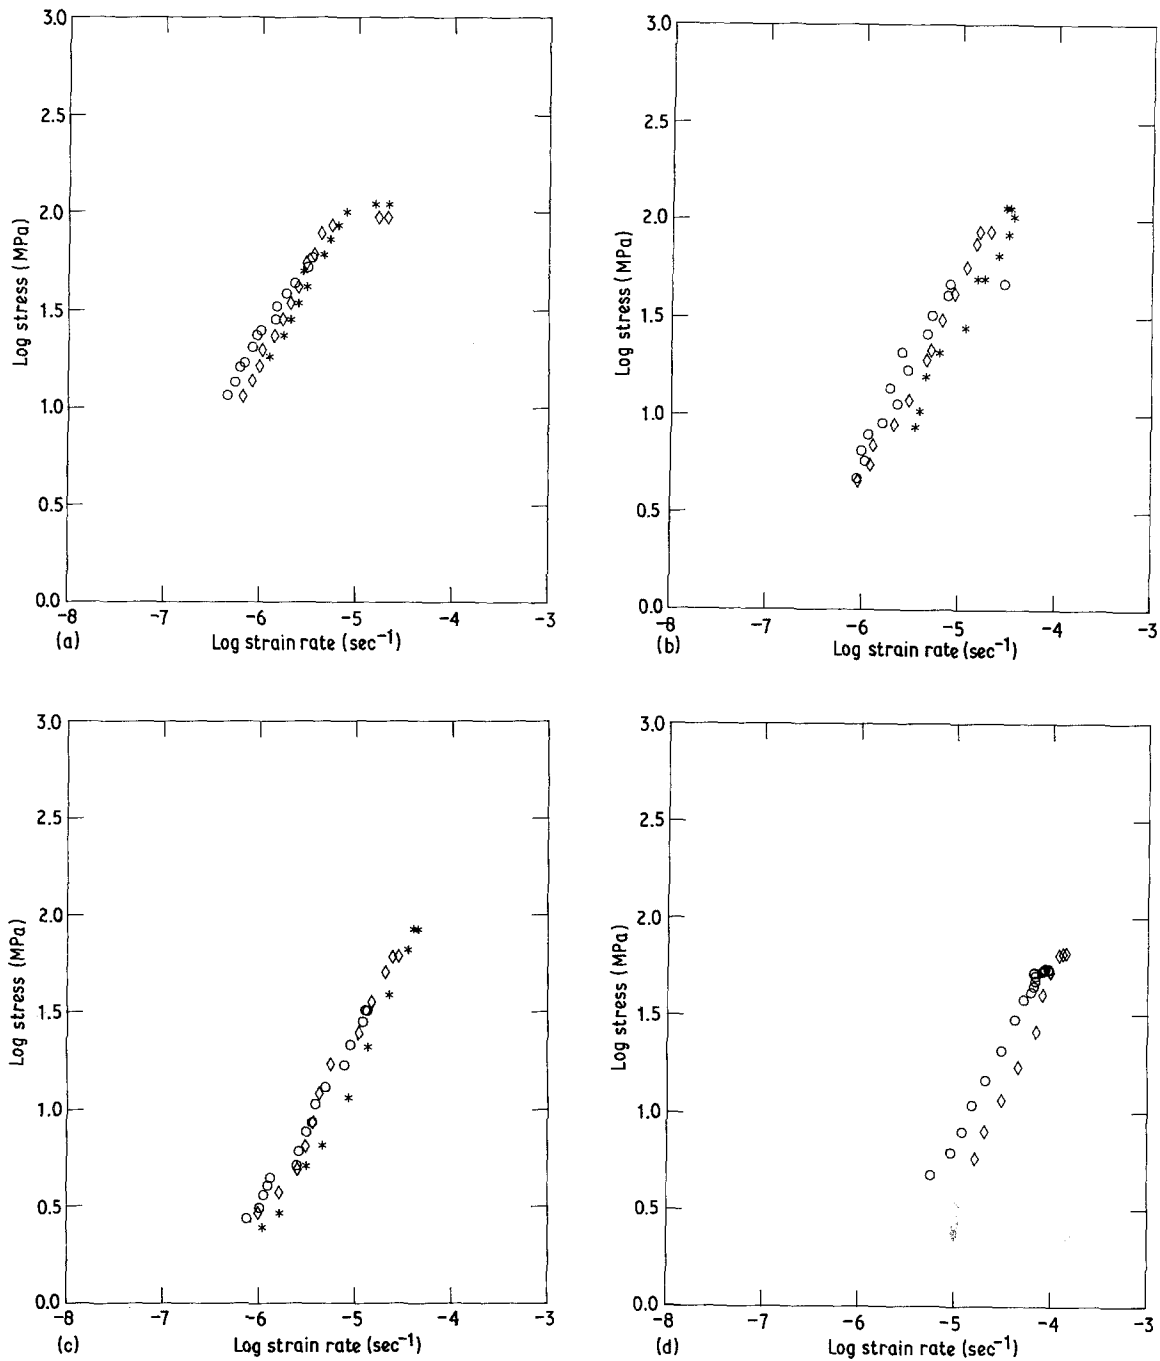 3.0
2.5
2.0
1.5
1.0
0.5
0.0
Log stress (MPa)
-8 -7 -6 -5 -4 -3
(a) Log strain rate (sec⁻¹)
3.0
2.5
2.0
1.5
1.0
0.5
0.0
Log stress (MPa)
-8 -7 -6 -5 -4 -3
(b) Log strain rate (sec⁻¹)
3.0
2.5
2.0
1.5
1.0
0.5
0.0
Log stress (MPa)
-8 -7 -6 -5 -4 -3
(c) Log strain rate (sec⁻¹)
3.0
2.5
2.0
1.5
1.0
0.5
0.0
Log stress (MPa)
-8 -7 -6 -5 -4 -3
(d) Log strain rate (sec⁻¹)